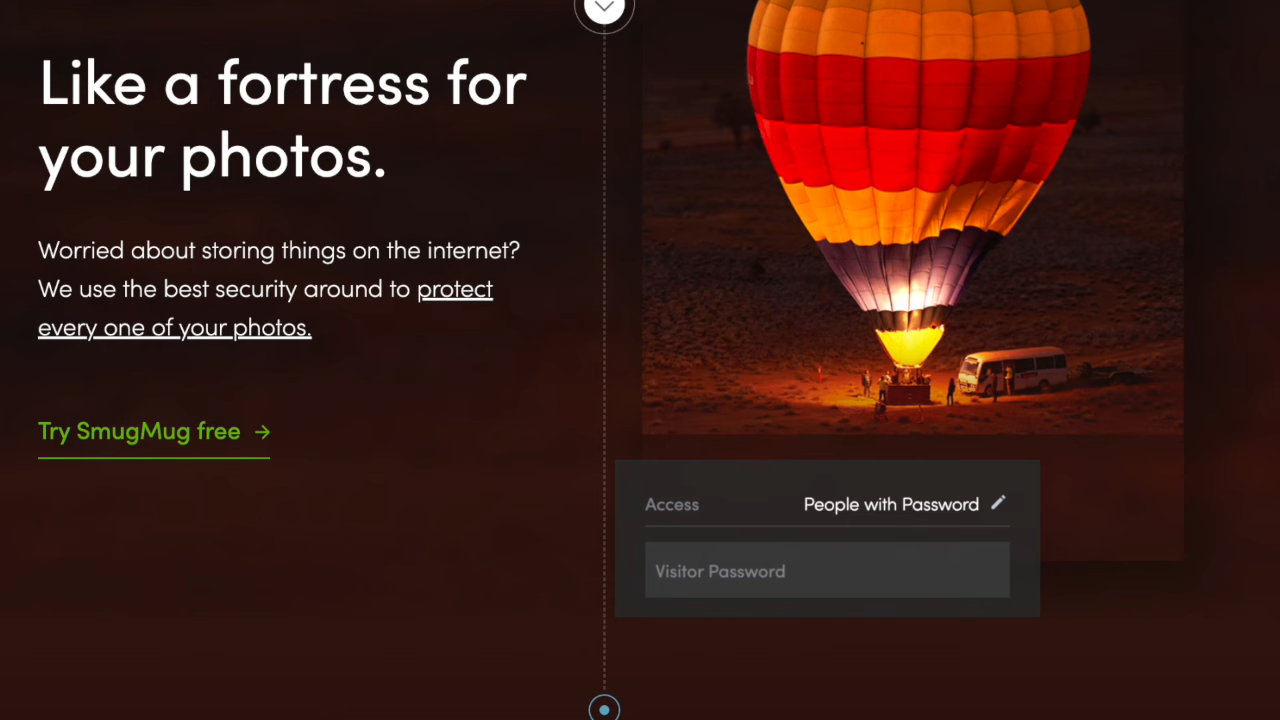 Like a fortress for
your photos.
Worried about storing things on the internet?
We use the best security around to protect
every one of your photos.
Try SmugMug free →
Access People with Password
Visitor Password